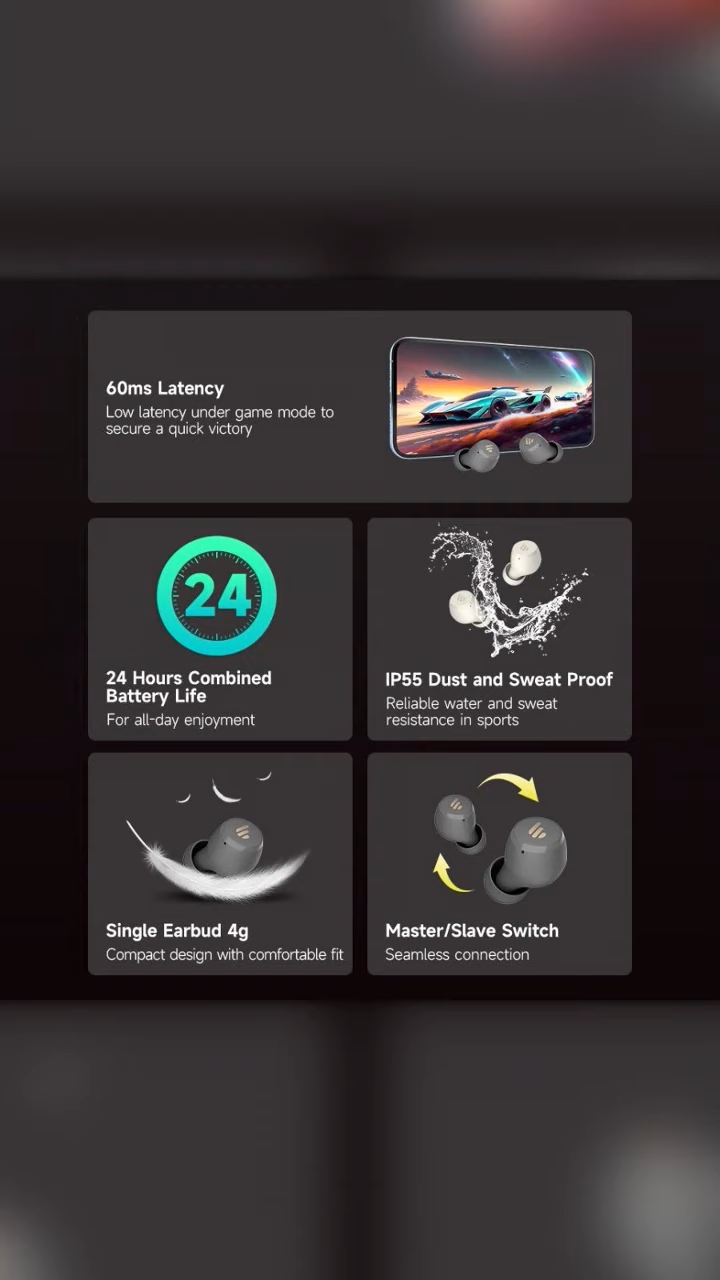 60ms Latency
Low latency under game mode to
secure a quick victory
24
24 Hours Combined
Battery Life
For all-day enjoyment
IP55 Dust and Sweat Proof
Reliable water and sweat
resistance in sports
Single Earbud 4g
Compact design with comfortable fit
Master/Slave Switch
Seamless connection